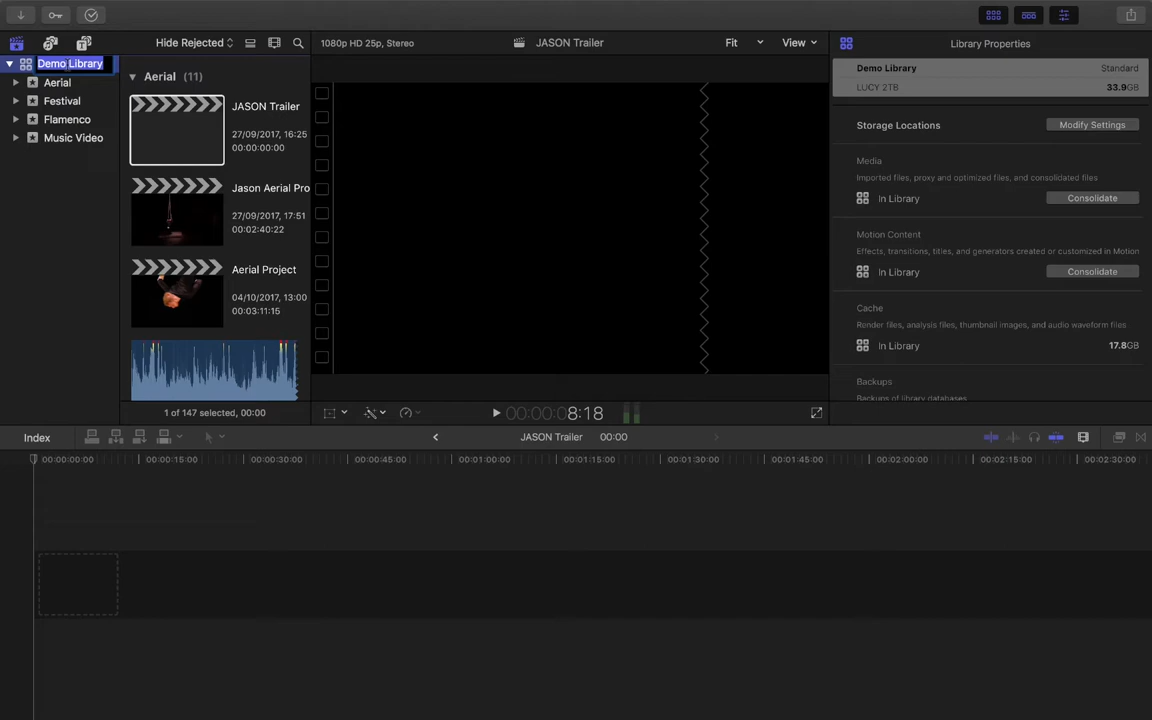 Hide Rejected
1080p HD 25p, Stereo
JASON Trailer
Fit
View
Library Properties
Demo Library
Aerial
Festival
Flamenco
Music Video
Aerial (11)
JASON Trailer
27/09/2017, 16:25
00:00:00:00
Jason Aerial Pro
27/09/2017, 17:51
00:02:40:22
Aerial Project
04/10/2017, 13:00
00:03:11:15
1 of 147 selected, 00:00
00:00:08:18
Demo Library
Standard
LUCY 2TB
33.9GB
Storage Locations
Modify Settings
Media
Imported files, proxy and optimized files, and consolidated files
In Library
Consolidate
Motion Content
Effects, transitions, titles, and generators created or customized in Motion
In Library
Consolidate
Cache
Render files, analysis files, thumbnail images, and audio waveform files
In Library
17.8GB
Backups
Backups of library databases
Index
JASON Trailer
00:00
00:00:00:00
00:00:15:00
00:00:30:00
00:00:45:00
00:01:00:00
00:01:15:00
00:01:30:00
00:01:45:00
00:02:00:00
00:02:15:00
00:02:30:00